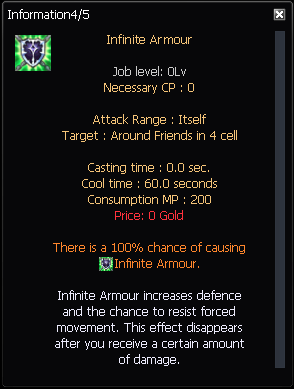 Information4/5
Infinite Armour
Job level: 0Lv
Necessary CP : 0
Attack Range : Itself
Target : Around Friends in 4 cell
Casting time : 0.0 sec.
Cool time : 60.0 seconds
Consumption MP : 200
Price: 0 Gold
There is a 100% chance of causing
Infinite Armour.
Infinite Armour increases defence
and the chance to resist forced
movement. This effect disappears
after you receive a certain amount
of damage.